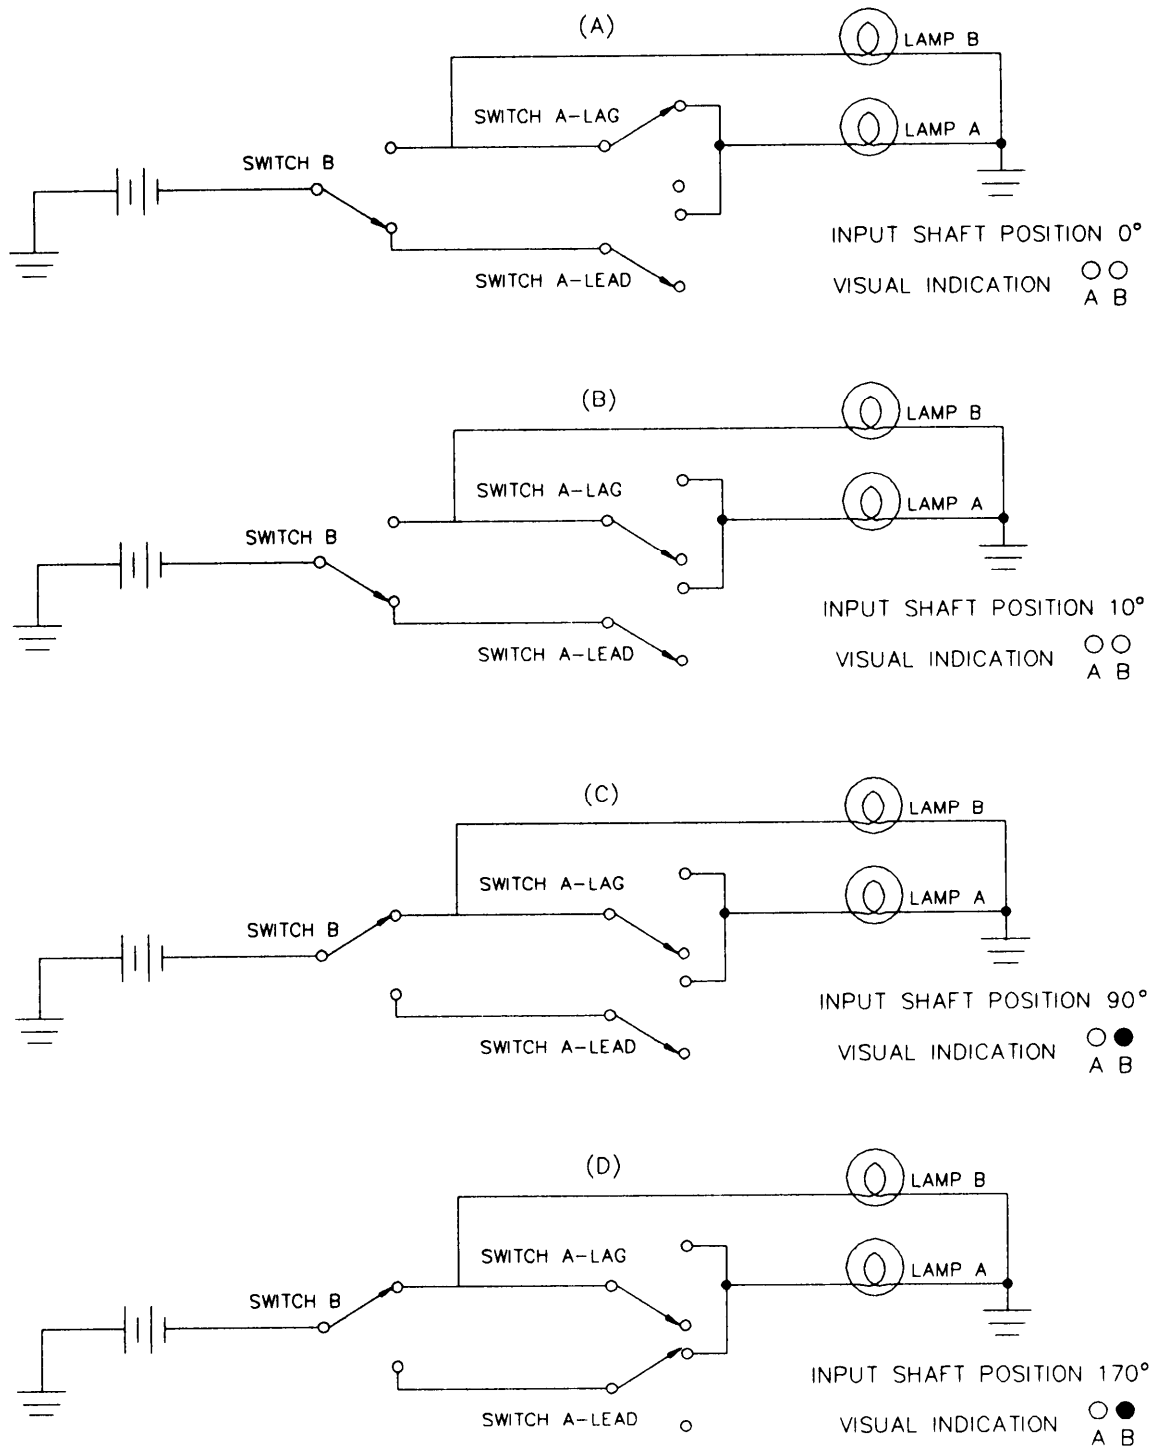 (A)
LAMP B
SWITCH A-LAG
LAMP A
SWITCH B
INPUT SHAFT POSITION 0°
SWITCH A-LEAD
VISUAL INDICATION
A B
(B)
LAMP B
SWITCH A-LAG
LAMP A
SWITCH B
INPUT SHAFT POSITION 10°
SWITCH A-LEAD
VISUAL INDICATION
A B
(C)
LAMP B
SWITCH A-LAG
LAMP A
SWITCH B
INPUT SHAFT POSITION 90°
SWITCH A-LEAD
VISUAL INDICATION
A B
(D)
LAMP B
SWITCH A-LAG
LAMP A
SWITCH B
INPUT SHAFT POSITION 170°
SWITCH A-LEAD
VISUAL INDICATION
A B